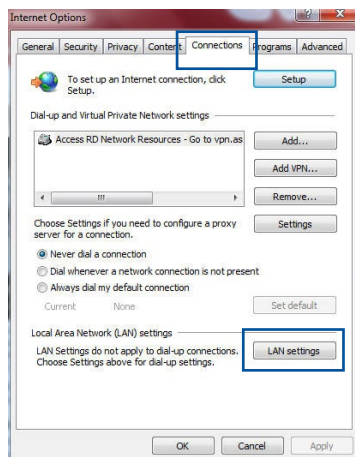 Internet Options
General Security Privacy Content Connections Programs Advanced
To set up an Internet connection, click Setup.
Setup
Dial-up and Virtual Private Network settings
Access RD Network Resources - Go to vpn.as
Add...
Add VPN...
Remove...
Choose Settings if you need to configure a proxy
server for a connection.
Settings
Never dial a connection
Dial whenever a network connection is not present
Always dial my default connection
Current None
Set default
Local Area Network (LAN) settings
LAN Settings do not apply to dial-up connections.
Choose Settings above for dial-up settings.
LAN settings
OK Cancel Apply